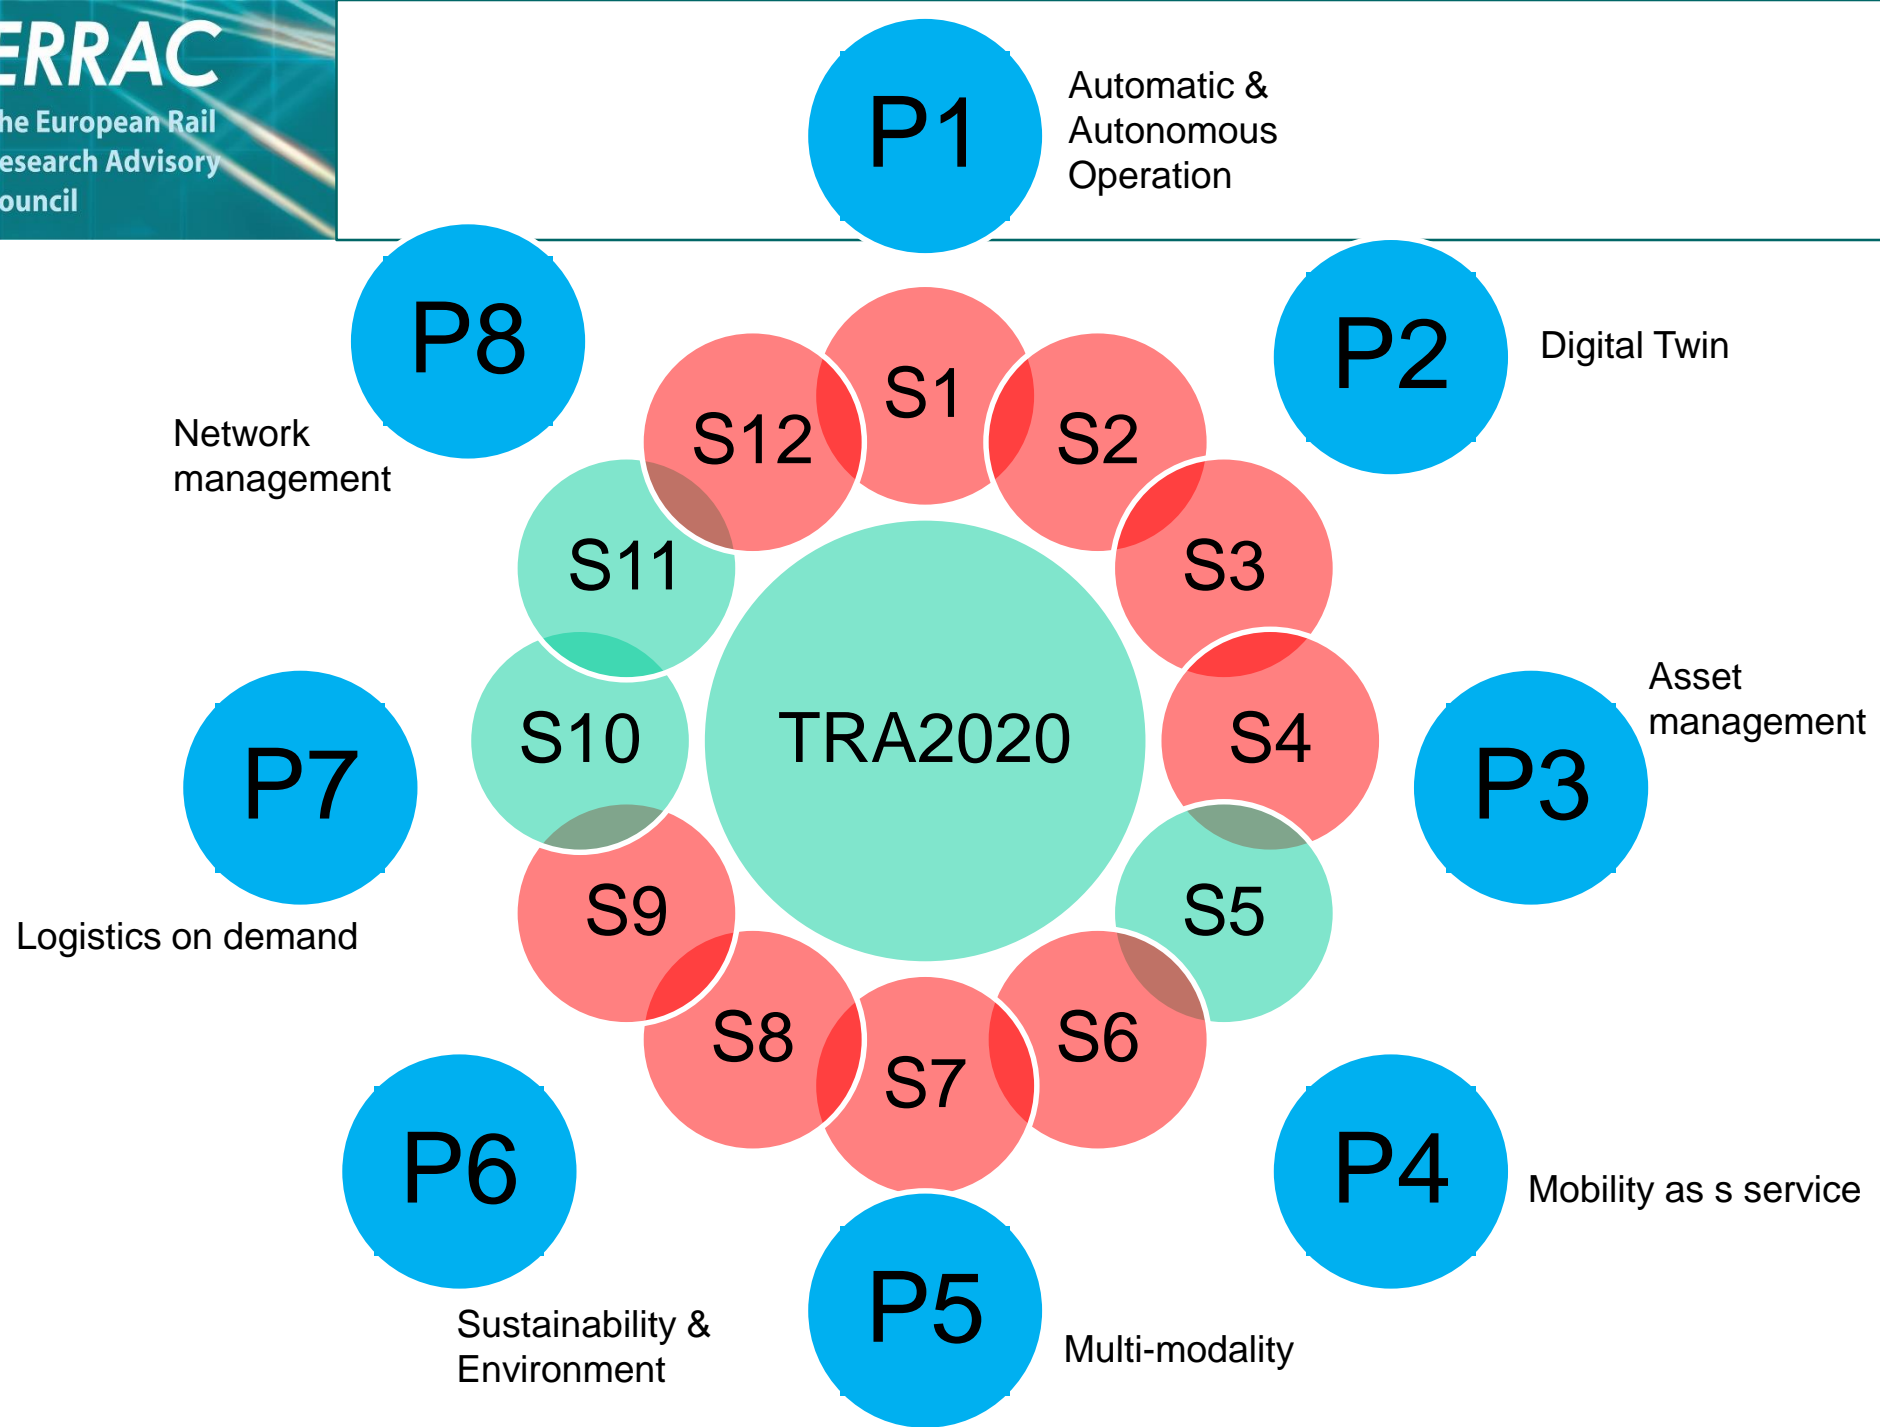 ERRAC
he European Rail
esearch Advisory
ouncil
P1
Automatic &
Autonomous
Operation
P8
P2
Digital Twin
Network
management
S1
S12
S2
S11
S3
S10
TRA2020
S4
Asset
management
P7
P3
S9
S5
Logistics on demand
S8
S7
S6
P6
P4
Mobility as s service
P5
Sustainability &
Environment
Multi-modality